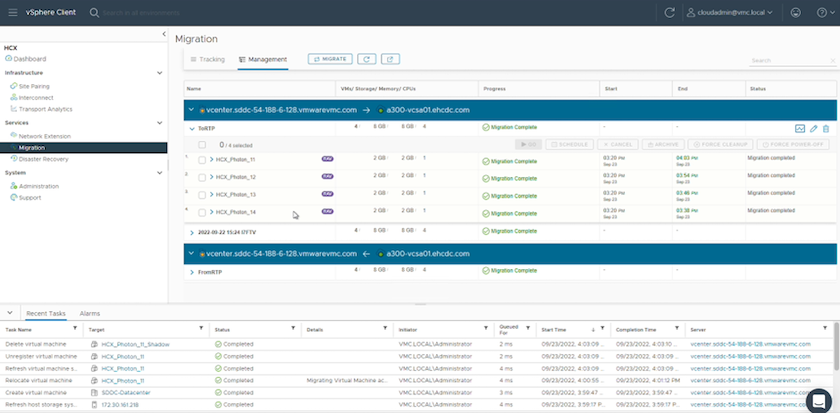 vSphere Client
Search in all environments
cloudadmin@vmc.local
HCX
Dashboard
Infrastructure
Site Pairing
Interconnect
Transport Analytics
Services
Network Extension
Migration
Disaster Recovery
System
Administration
Support
Migration
Tracking
Management
MIGRATE
Search
Name
VMs/ Storage/ Memory/ CPUs
Progress
Start
End
Status
vcenter.sddc-54-188-6-128.vmwarevmc.com → a300-vcsa01.ehcdc.com
ToRTP 4 8 GB 8 GB 4 Migration Complete - -
0 / 4 selected
GO SCHEDULE CANCEL ARCHIVE FORCE CLEANUP FORCE POWER-OFF
1 HCX_Photon_11 RAV 2 GB 2 GB 1 Migration Complete 03:20 PM Sep 23 04:03 PM Sep 23 Migration completed
2 HCX_Photon_12 RAV 2 GB 2 GB 1 Migration Complete 03:20 PM Sep 23 03:54 PM Sep 23 Migration completed
3 HCX_Photon_13 RAV 2 GB 2 GB 1 Migration Complete 03:20 PM Sep 23 03:46 PM Sep 23 Migration completed
4 HCX_Photon_14 RAV 2 GB 2 GB 1 Migration Complete 03:20 PM Sep 23 03:38 PM Sep 23 Migration completed
2022-09-22 15:24 4 8 GB 8 GB 4 Migration Complete - -
vcenter.sddc-54-188-6-128.vmwarevmc.com ← a300-vcsa01.ehcdc.com
FromRTP 4 8 GB 8 GB 4 Migration Complete - -
Recent Tasks
Alarms
Task Name Target Status Details Initiator Queued For Start Time Completion Time Server
Delete virtual machine HCX_Photon_11_Shadow Completed VMC.LOCAL\Administrator 2 ms 09/23/2022, 4:03:09 ... 09/23/2022, 4:03:10 ... vcenter.sddc-54-188-6-128.vmwarevmc.com
Unregister virtual machine HCX_Photon_11 Completed VMC.LOCAL\Administrator 2 ms 09/23/2022, 4:03:09 ... 09/23/2022, 4:03:09 ... vcenter.sddc-54-188-6-128.vmwarevmc.com
Refresh virtual machine s... HCX_Photon_11 Completed VMC.LOCAL\Administrator 2 ms 09/23/2022, 4:03:09 ... 09/23/2022, 4:03:09 ... vcenter.sddc-54-188-6-128.vmwarevmc.com
Relocate virtual machine HCX_Photon_11 Completed Migrating Virtual Machine ac... VMC.LOCAL\Administrator 4 ms 09/23/2022, 4:00:55 ... 09/23/2022, 4:01:12 PM vcenter.sddc-54-188-6-128.vmwarevmc.com
Create virtual machine SDDC-Datacenter Completed VMC.LOCAL\Administrator 3 ms 09/23/2022, 3:59:47 ... 09/23/2022, 3:59:47 ... vcenter.sddc-54-188-6-128.vmwarevmc.com
Refresh host storage sys... 172.30.161.218 Completed VMC.LOCAL\Administrator 4 ms 09/23/2022, 3:59:17 P... 09/23/2022, 3:59:17 ... vcenter.sddc-54-188-6-128.vmwarevmc.com